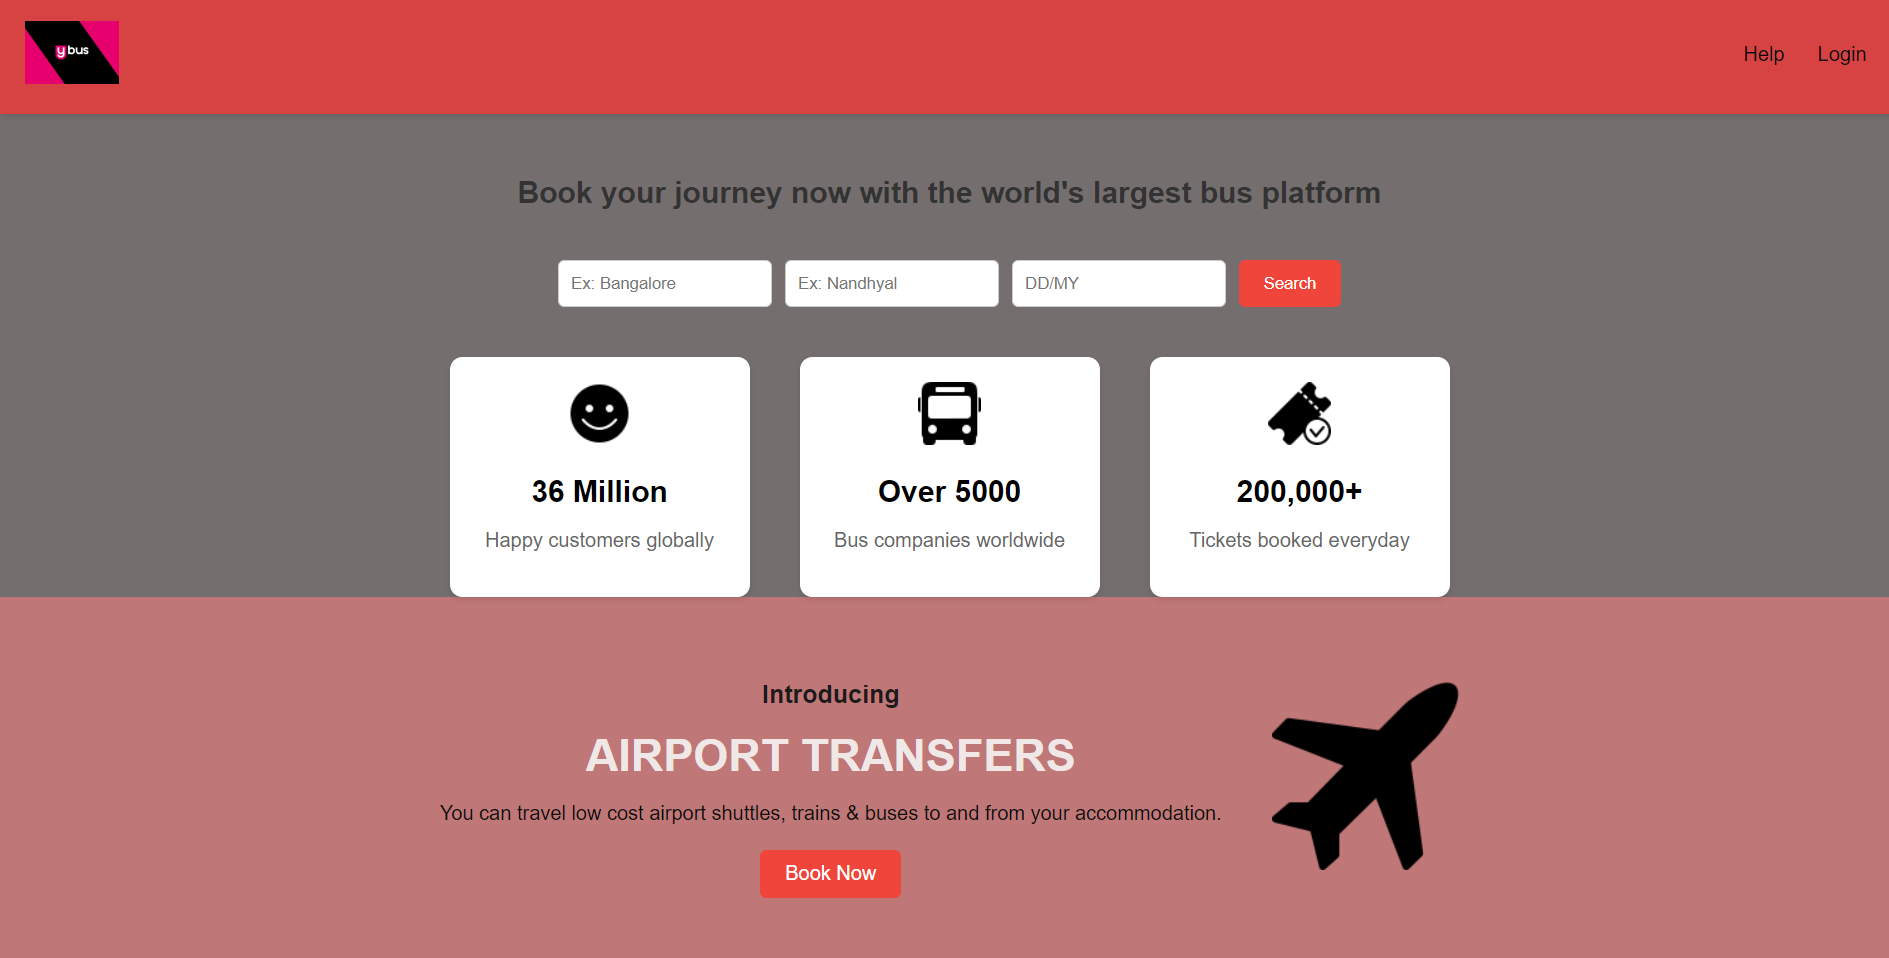 ybus
Help Login
Book your journey now with the world's largest bus platform
Ex: Bangalore Ex: Nandhyal DD/MY Search
36 Million Over 5000 200,000+
Happy customers globally Bus companies worldwide Tickets booked everyday
Introducing
AIRPORT TRANSFERS
You can travel low cost airport shuttles, trains & buses to and from your accommodation.
Book Now